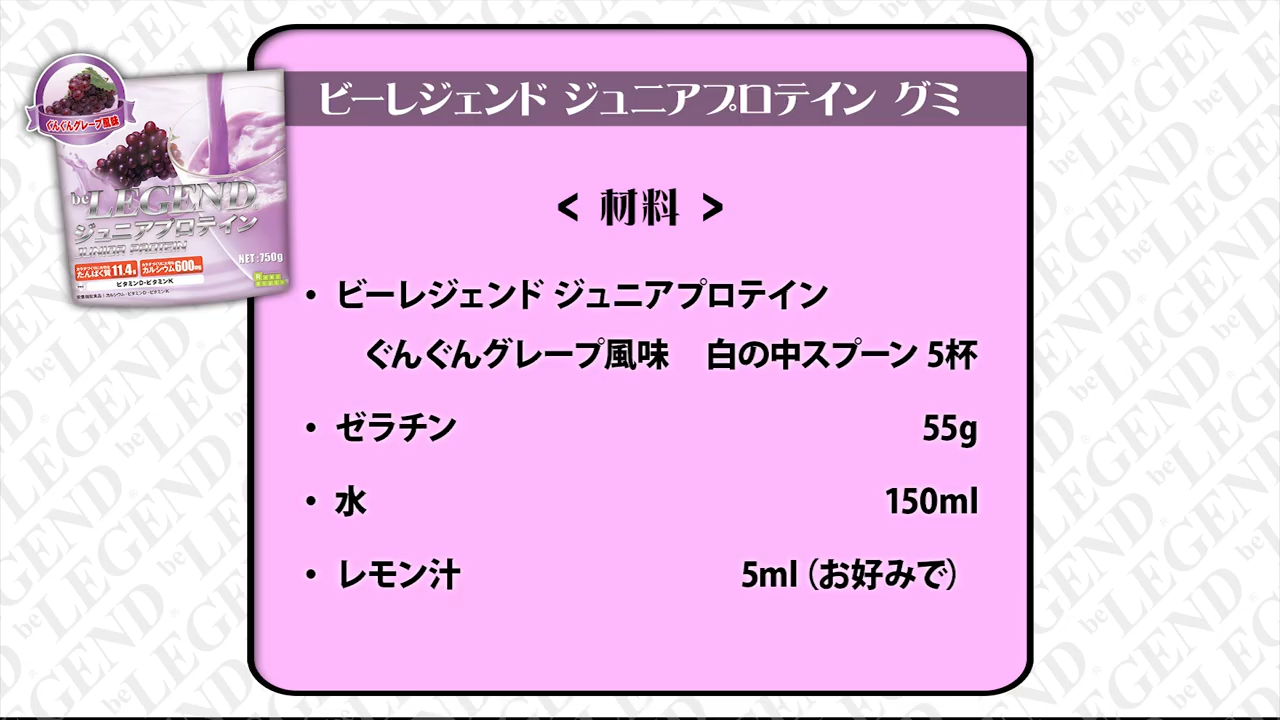 ビーレジェンド ジュニアプロテイン グミ
ぐんぐんグレープ風味
be LEGEND
ジュニアプロテイン
JUNIOR PROTEIN
NET:750g
たんぱく質11.4g
カルシウム600mg
ビタミンD・ビタミンK
< 材料 >
・ ビーレジェンド ジュニアプロテイン
ぐんぐんグレープ風味 白の中スプーン 5杯
・ ゼラチン 55g
・ 水 150ml
・ レモン汁 5ml（お好みで）